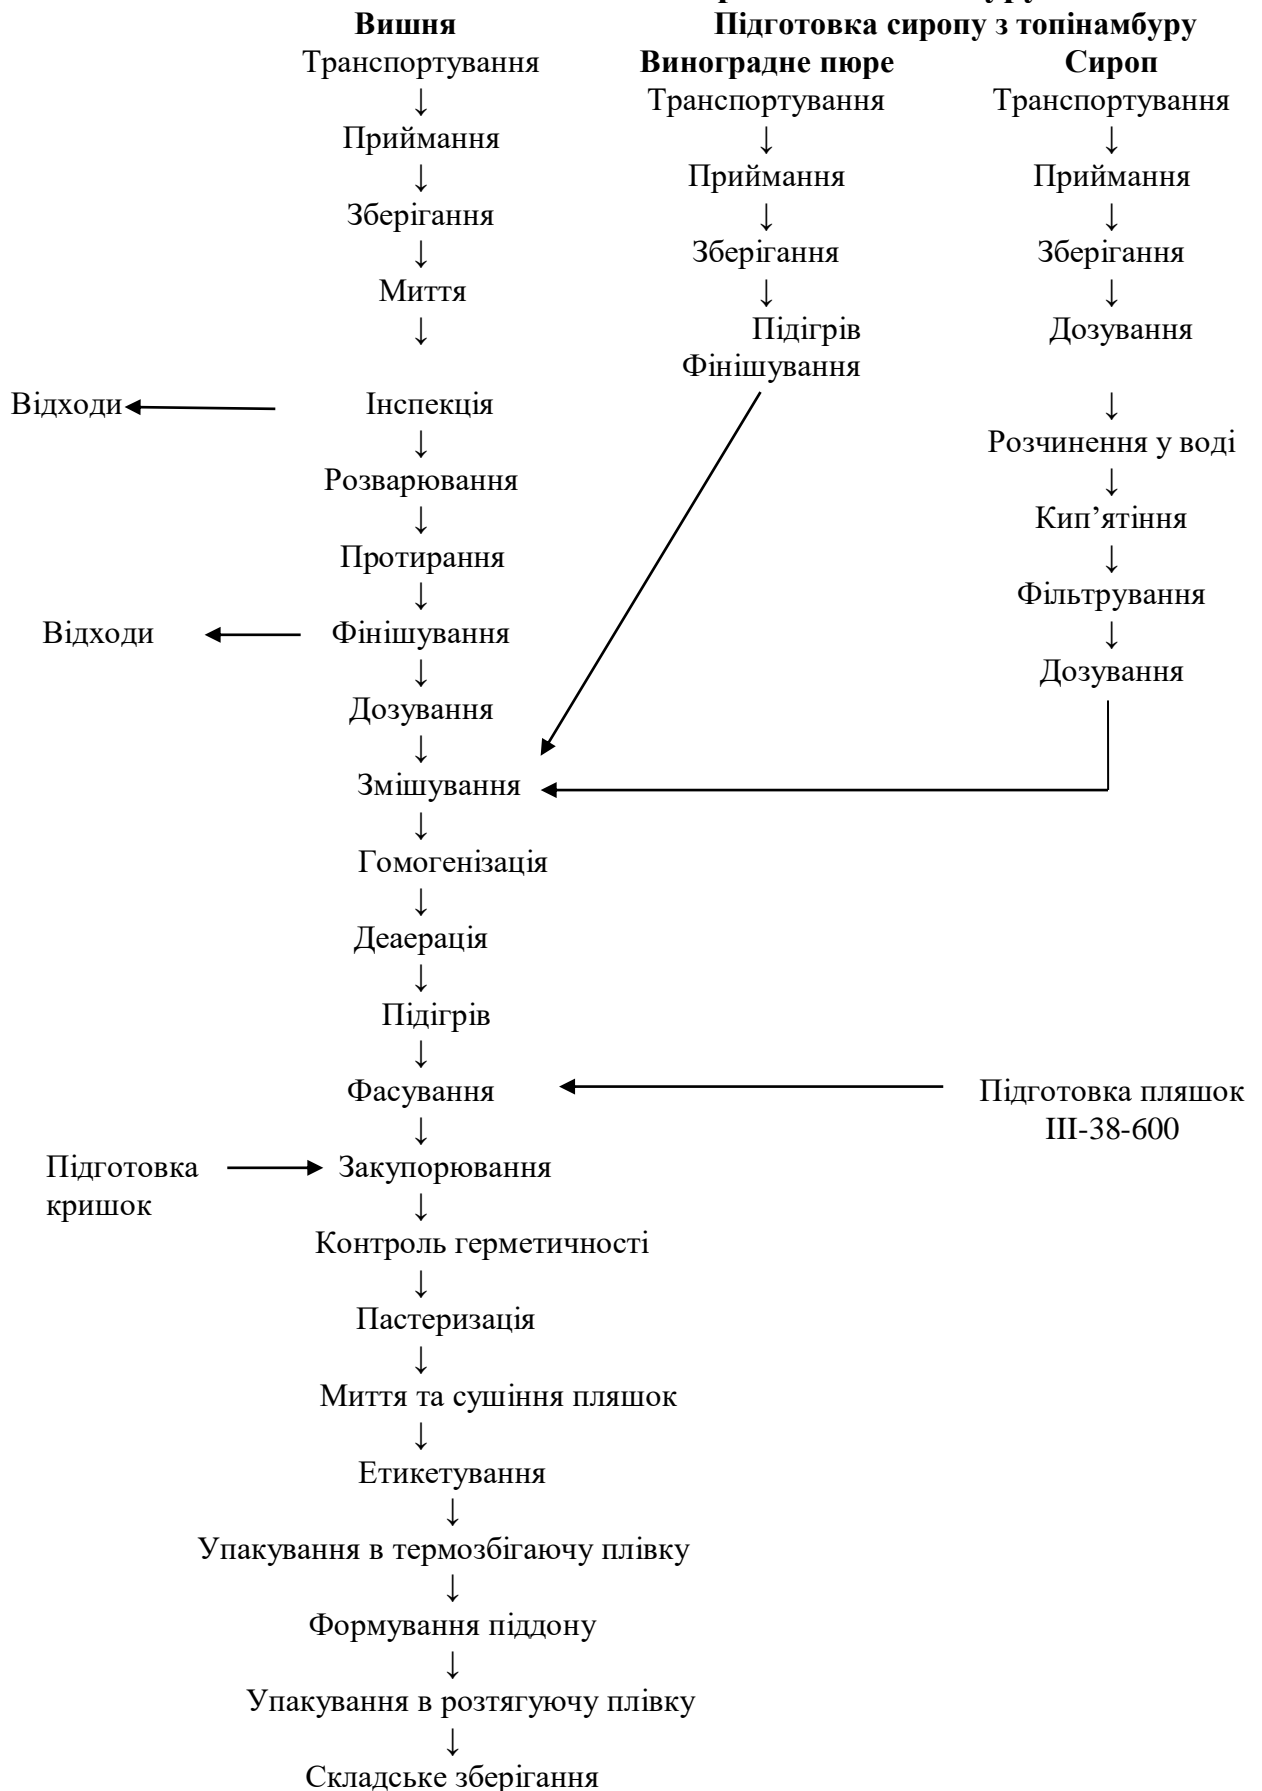 Вишня
Підготовка сиропу з топінамбуру
Транспортування
Виноградне пюре
Сироп
↓
Транспортування
Транспортування
Приймання
↓
↓
↓
Приймання
Приймання
Зберігання
↓
↓
↓
Зберігання
Зберігання
Миття
↓
↓
↓
Підігрів
Дозування
Фінішування
Відходи
Інспекція
↓
↓
Розчинення у воді
Розварювання
↓
↓
Кип’ятіння
Протирання
↓
↓
Фільтрування
Відходи
Фінішування
↓
↓
Дозування
Дозування
↓
Змішування
↓
Гомогенізація
↓
Деаерація
↓
Підігрів
↓
Фасування
Підготовка пляшок
ІІІ-38-600
↓
Підготовка
кришок
Закупорювання
↓
Контроль герметичності
↓
Пастеризація
↓
Миття та сушіння пляшок
↓
Етикетування
↓
Упакування в термозбігаючу плівку
↓
Формування піддону
↓
Упакування в розтягуючу плівку
↓
Складське зберігання